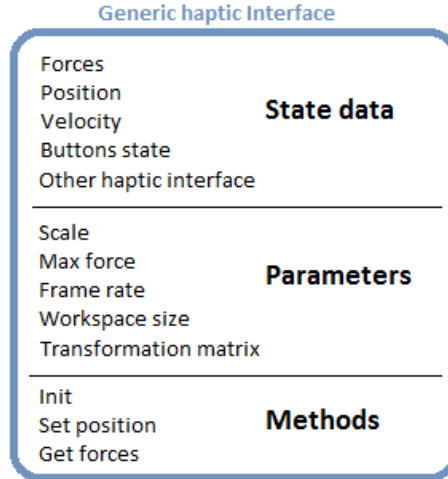 Generic haptic Interface
Forces
Position
Velocity
Buttons state
Other haptic interface
State data
Scale
Max force
Frame rate
Workspace size
Transformation matrix
Parameters
Init
Set position
Get forces
Methods